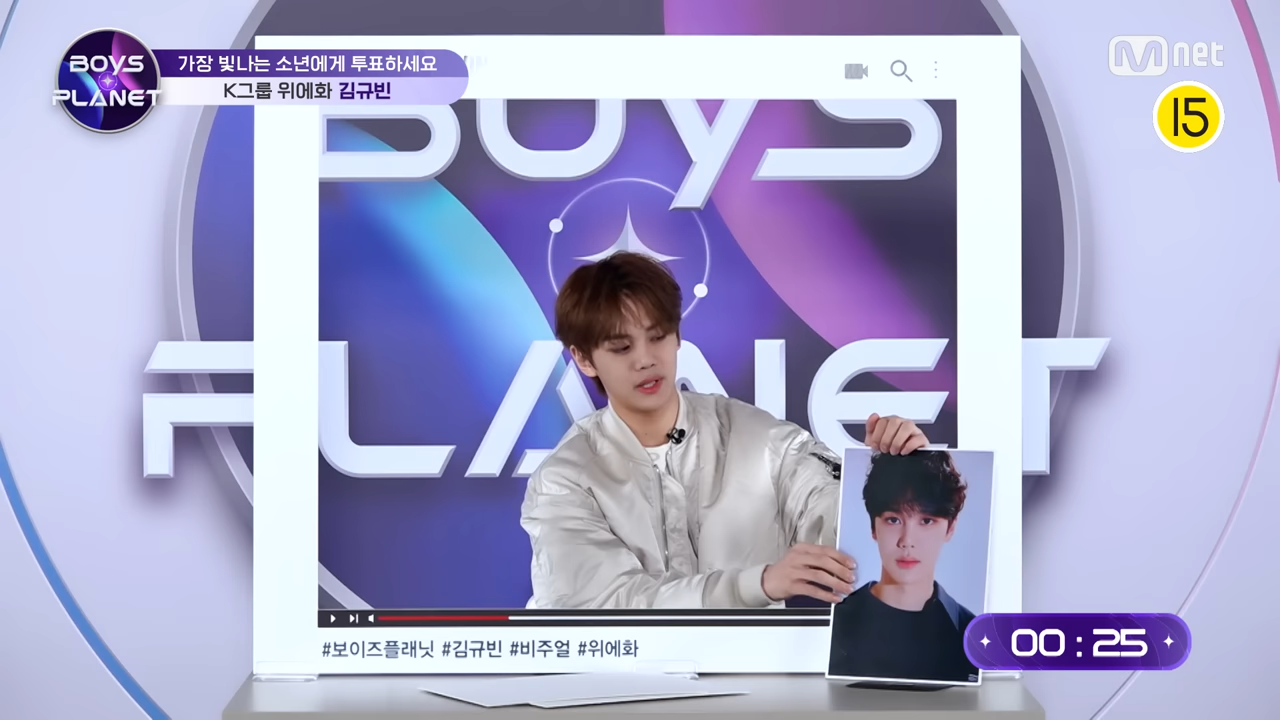 BOYS
PLANET
가장 빛나는 소년에게 투표하세요
K그룹 위에화 김규빈
Mnet
15
BOYS
PLANET
#보이즈플래닛 #김규빈 #비주얼 #위에화
00 : 25